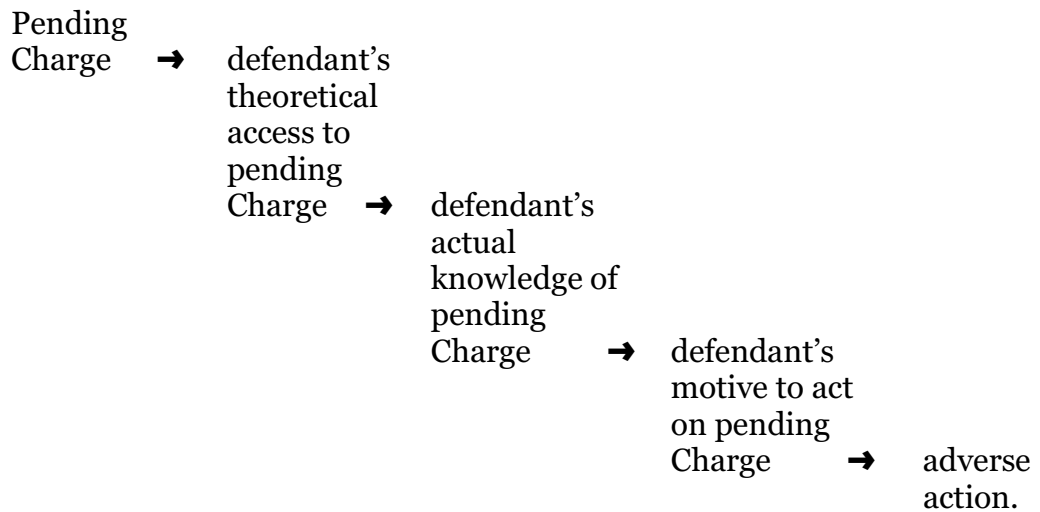 Pending
Charge → defendant’s
theoretical
access to
pending
Charge → defendant’s
actual
knowledge of
pending
Charge → defendant’s
motive to act
on pending
Charge → adverse
action.